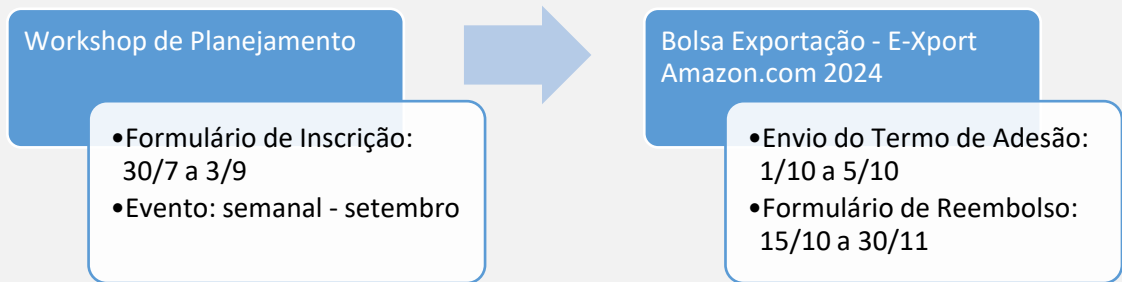 Workshop de Planejamento
•Formulário de Inscrição:
30/7 a 3/9
•Evento: semanal - setembro
Bolsa Exportação - E-Xport
Amazon.com 2024
•Envio do Termo de Adesão:
1/10 a 5/10
•Formulário de Reembolso:
15/10 a 30/11